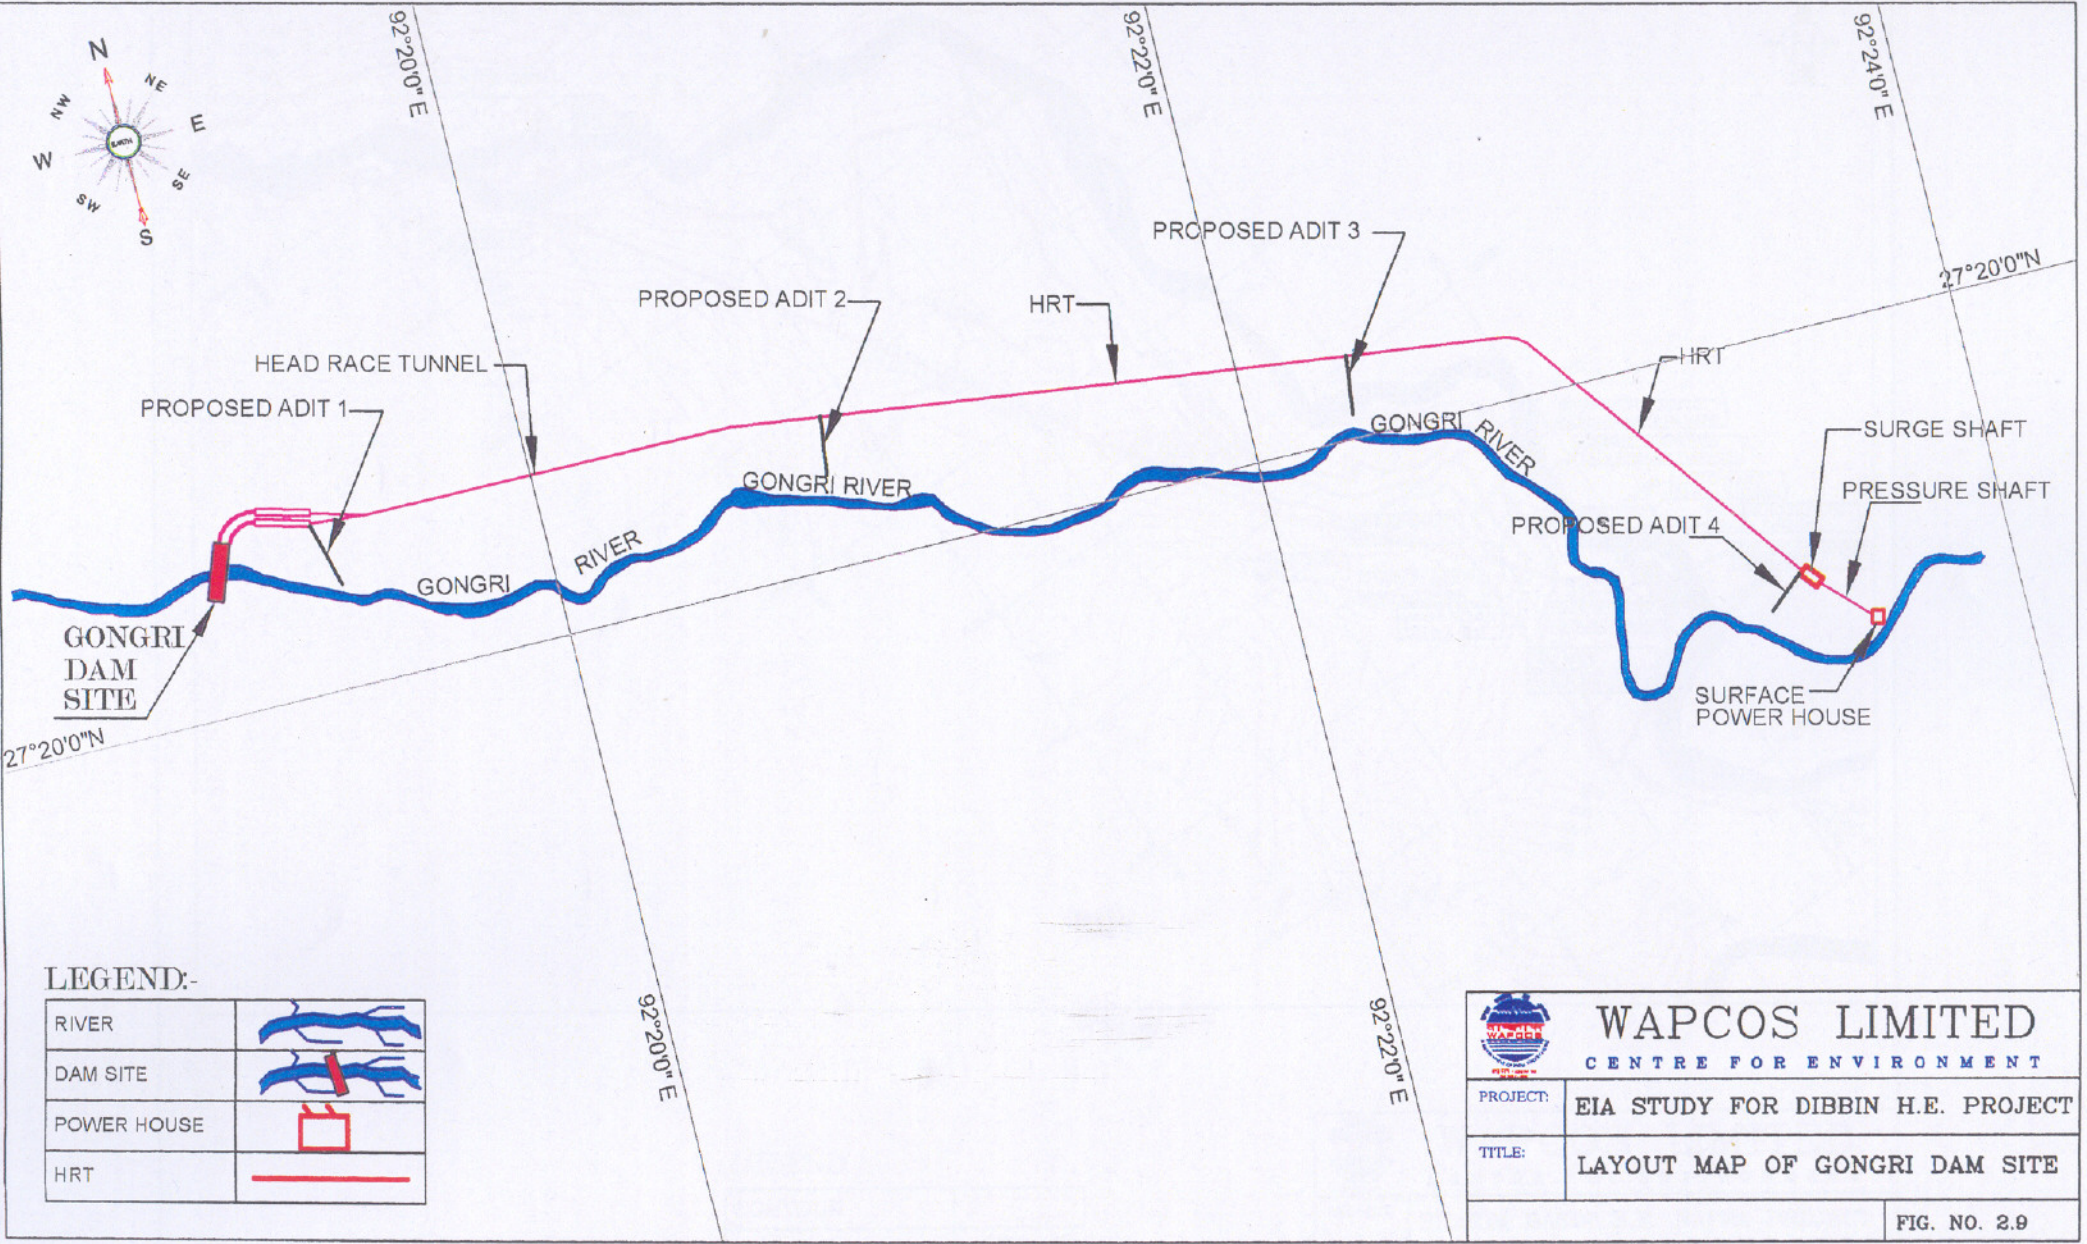 92°20'0" E
92°22'0" E
92°24'0" E
N
NE
E
SE
S
SW
W
NW
PROPOSED ADIT 3
27°20'0"N
PROPOSED ADIT 2
HRT
HEAD RACE TUNNEL
HRT
PROPOSED ADIT 1
GONGRI RIVER
SURGE SHAFT
GONGRI RIVER
PRESSURE SHAFT
PROPOSED ADIT 4
GONGRI RIVER
GONGRI
DAM
SITE
SURFACE
POWER HOUSE
27°20'0"N
92°20'0" E
92°22'0" E
LEGEND:-
RIVER
DAM SITE
POWER HOUSE
HRT
WAPCOS
WAPCOS LIMITED
CENTRE FOR ENVIRONMENT
PROJECT: EIA STUDY FOR DIBBIN H.E. PROJECT
TITLE: LAYOUT MAP OF GONGRI DAM SITE
FIG. NO. 2.9